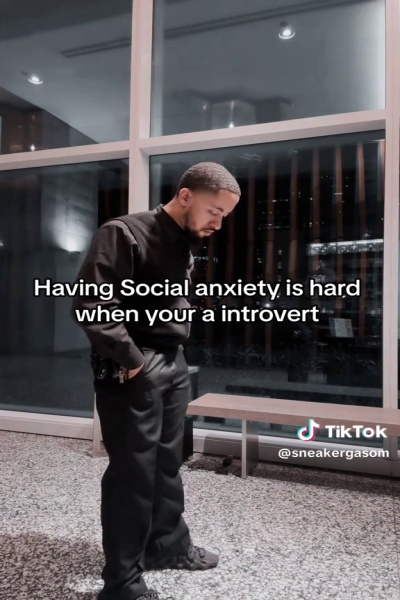 Having Social anxiety is hard
when your a introvert
TikTok
@sneakergasom